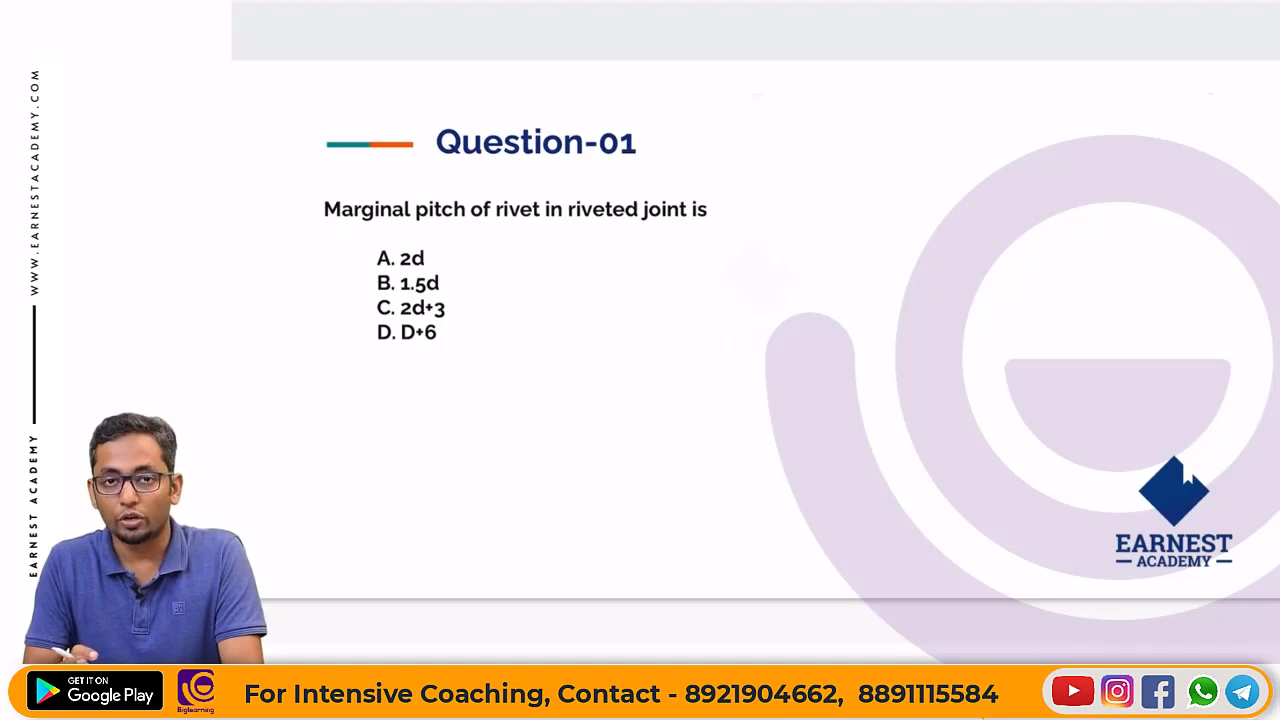 WWW.EARNESTACADEMY.COM
EARNEST ACADEMY
Question-01
Marginal pitch of rivet in riveted joint is
A. 2d
B. 1.5d
C. 2d+3
D. D+6
EARNEST
ACADEMY
GET IT ON
Google Play
Biglearning
For Intensive Coaching, Contact - 8921904662, 8891115584